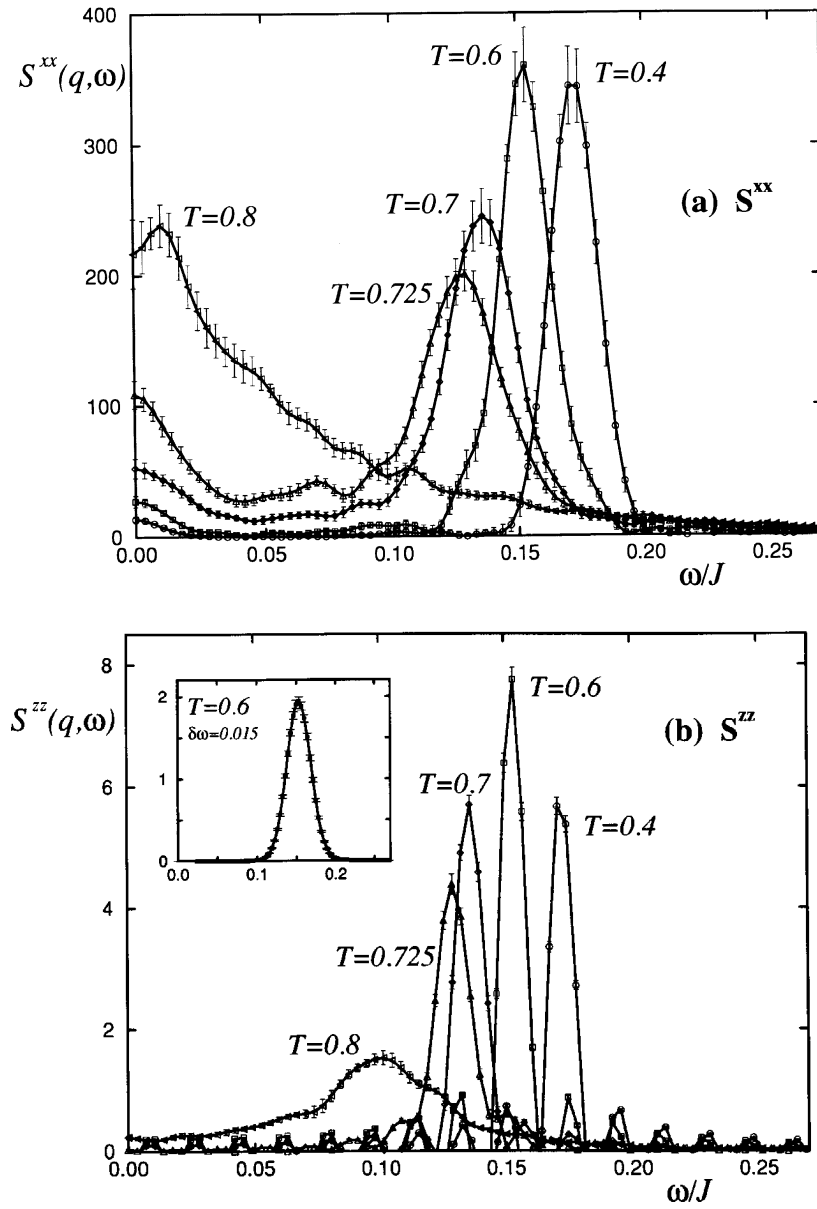 400
S^{xx}(q,ω)
T=0.6
T=0.4
300
T=0.8
T=0.7
(a) S^{xx}
200
T=0.725
100
0
0.00 0.05 0.10 0.15 0.20 0.25
ω/J
8
S^{zz}(q,ω)
2
T=0.6
δω=0.015
1
0
0.0 0.1 0.2
T=0.6
(b) S^{zz}
6
T=0.7
T=0.4
4
T=0.725
2
T=0.8
0
0.00 0.05 0.10 0.15 0.20 0.25
ω/J